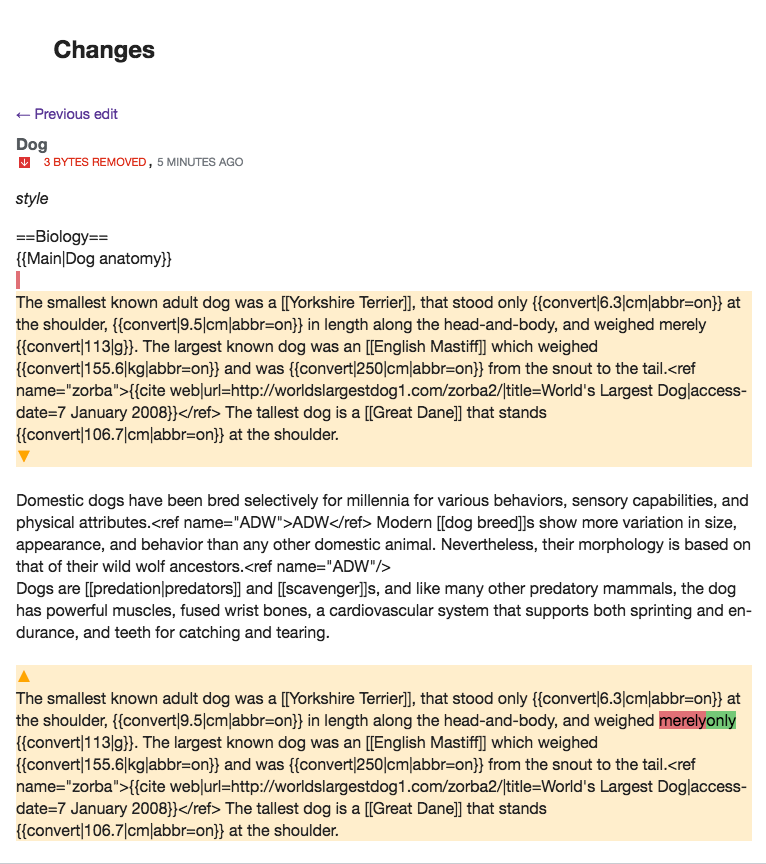 Changes
← Previous edit
Dog
3 BYTES REMOVED , 5 MINUTES AGO
style
==Biology==
{{Main|Dog anatomy}}
The smallest known adult dog was a [[Yorkshire Terrier]], that stood only {{convert|6.3|cm|abbr=on}} at
the shoulder, {{convert|9.5|cm|abbr=on}} in length along the head-and-body, and weighed merely
{{convert|113|g}}. The largest known dog was an [[English Mastiff]] which weighed
{{convert|155.6|kg|abbr=on}} and was {{convert|250|cm|abbr=on}} from the snout to the tail.<ref
name="zorba">{{cite web|url=http://worldslargestdog1.com/zorba2/|title=World's Largest Dog|access-
date=7 January 2008}}</ref> The tallest dog is a [[Great Dane]] that stands
{{convert|106.7|cm|abbr=on}} at the shoulder.
▼
Domestic dogs have been bred selectively for millennia for various behaviors, sensory capabilities, and
physical attributes.<ref name="ADW">ADW</ref> Modern [[dog breed]]s show more variation in size,
appearance, and behavior than any other domestic animal. Nevertheless, their morphology is based on
that of their wild wolf ancestors.<ref name="ADW"/>
Dogs are [[predation|predators]] and [[scavenger]]s, and like many other predatory mammals, the dog
has powerful muscles, fused wrist bones, a cardiovascular system that supports both sprinting and en-
durance, and teeth for catching and tearing.
▲
The smallest known adult dog was a [[Yorkshire Terrier]], that stood only {{convert|6.3|cm|abbr=on}} at
the shoulder, {{convert|9.5|cm|abbr=on}} in length along the head-and-body, and weighed merelyonly
{{convert|113|g}}. The largest known dog was an [[English Mastiff]] which weighed
{{convert|155.6|kg|abbr=on}} and was {{convert|250|cm|abbr=on}} from the snout to the tail.<ref
name="zorba">{{cite web|url=http://worldslargestdog1.com/zorba2/|title=World's Largest Dog|access-
date=7 January 2008}}</ref> The tallest dog is a [[Great Dane]] that stands
{{convert|106.7|cm|abbr=on}} at the shoulder.